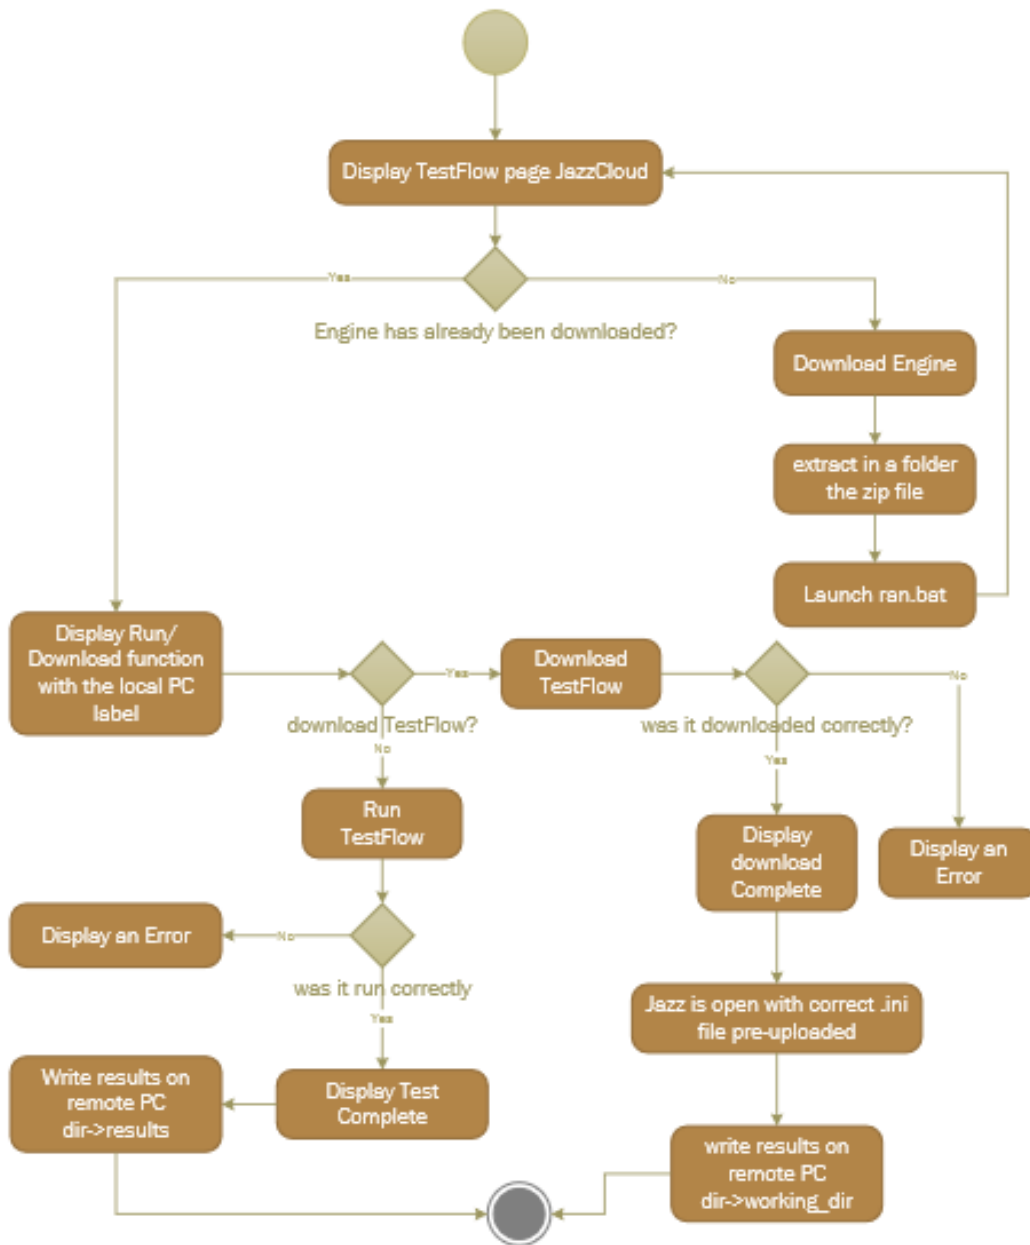 Display TestFlow page JazzCloud
Yes
No
Engine has already been downloaded?
Download Engine
extract in a folder
the zip file
Launch ran.bat
Display Run/
Download function
with the local PC
label
Yes
Download
TestFlow
No
download TestFlow?
was it downloaded correctly?
No
Yes
Run
TestFlow
Display
download
Complete
Display an
Error
Display an Error
No
was it run correctly
Yes
Jazz is open with correct .ini
file pre-uploaded
Write results on
remote PC
dir->results
Display Test
Complete
write results on
remote PC
dir->working_dir